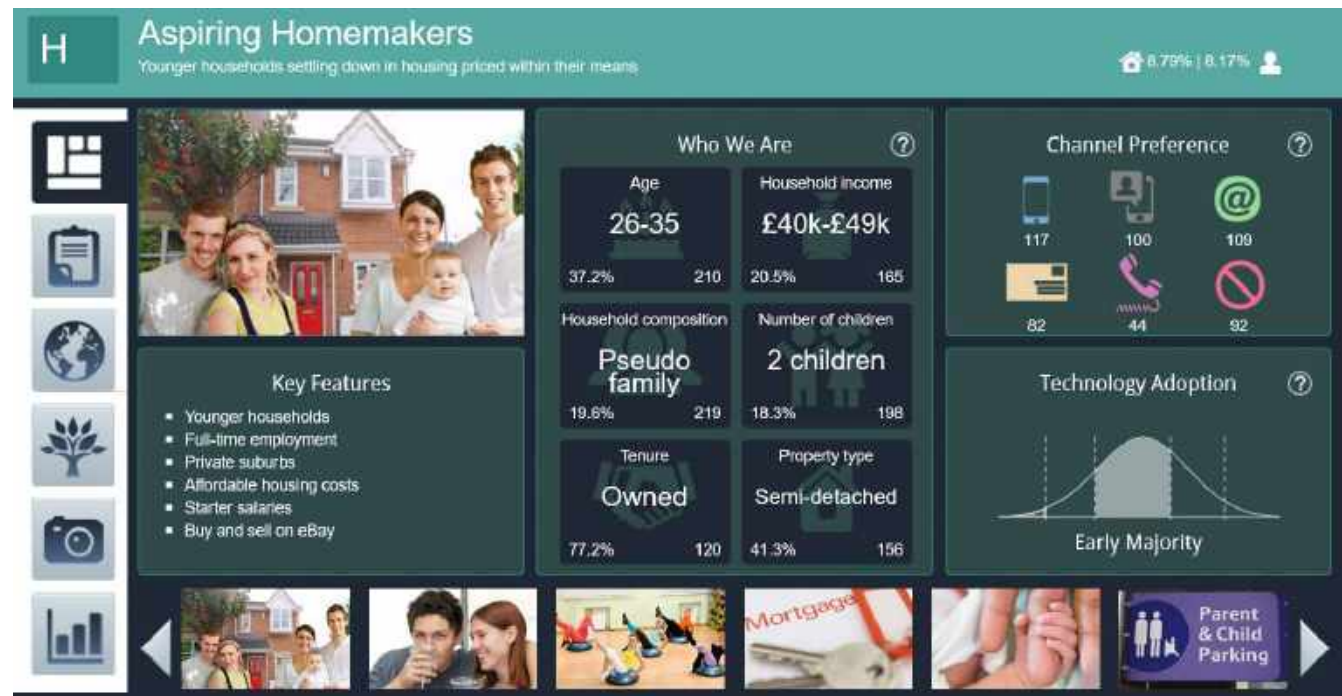 H
Aspiring Homemakers
Younger households settling down in housing priced within their means
8.79% | 8.17%
Who We Are
?
Age
26-35
37.2% 210
Household income
£40k-£49k
20.5% 165
Household composition
Pseudo
family
19.6% 219
Number of children
2 children
18.3% 198
Tenure
Owned
77.2% 120
Property type
Semi-detached
41.3% 156
Channel Preference
?
@
117 100 109
82 44 92
Key Features
Younger households
Full-time employment
Private suburbs
Affordable housing costs
Starter salaries
Buy and sell on eBay
Technology Adoption
?
Early Majority
Mortgage
Parent
& Child
Parking